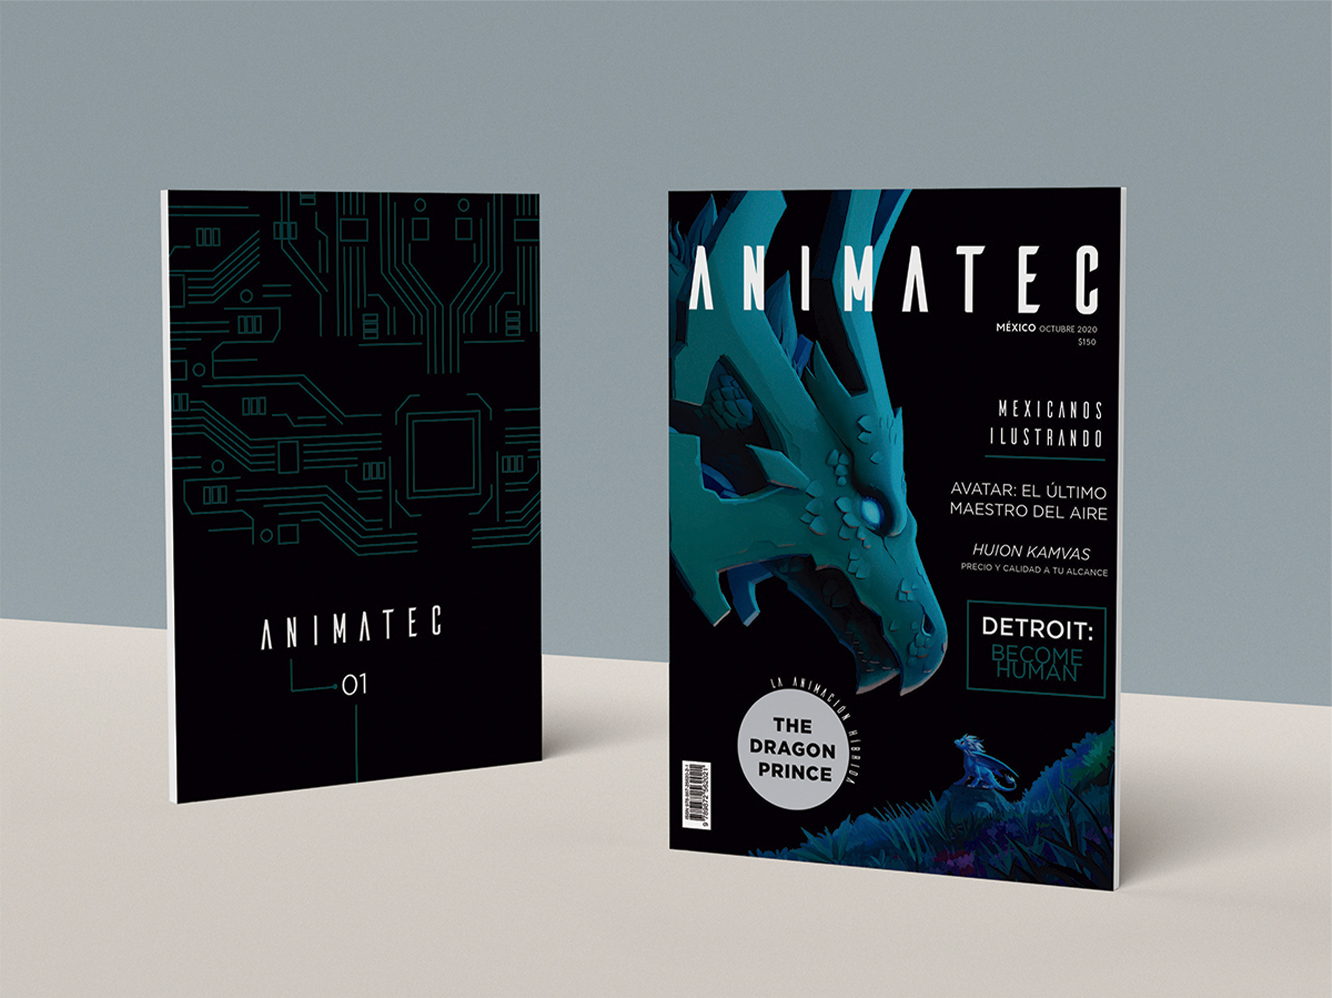 ANIMATEC
01
ANIMATEC
MÉXICO OCTUBRE 2020
$150
MEXICANOS
ILUSTRANDO
AVATAR: EL ÚLTIMO
MAESTRO DEL AIRE
HUION KAMVAS
PRECIO Y CALIDAD A TU ALCANCE
DETROIT:
BECOME
HUMAN
LA ANIMACIÓN HÍBRIDA
THE
DRAGON
PRINCE